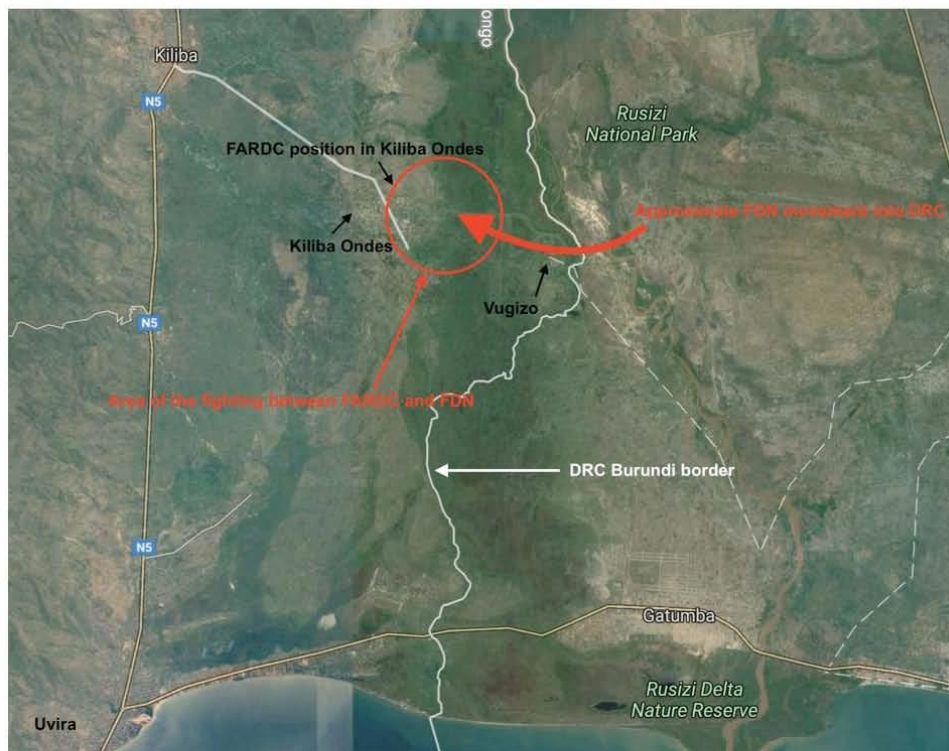 ongo
Kiliba
N5
Rusizi
National Park
FARDC position in Kiliba Ondes
Approximate FDN movement into DRC
Kiliba Ondes
Vugizo
N5
Area of the fighting between FARDC and FDN
DRC Burundi border
N5
Gatumba
Rusizi Delta
Nature Reserve
Uvira